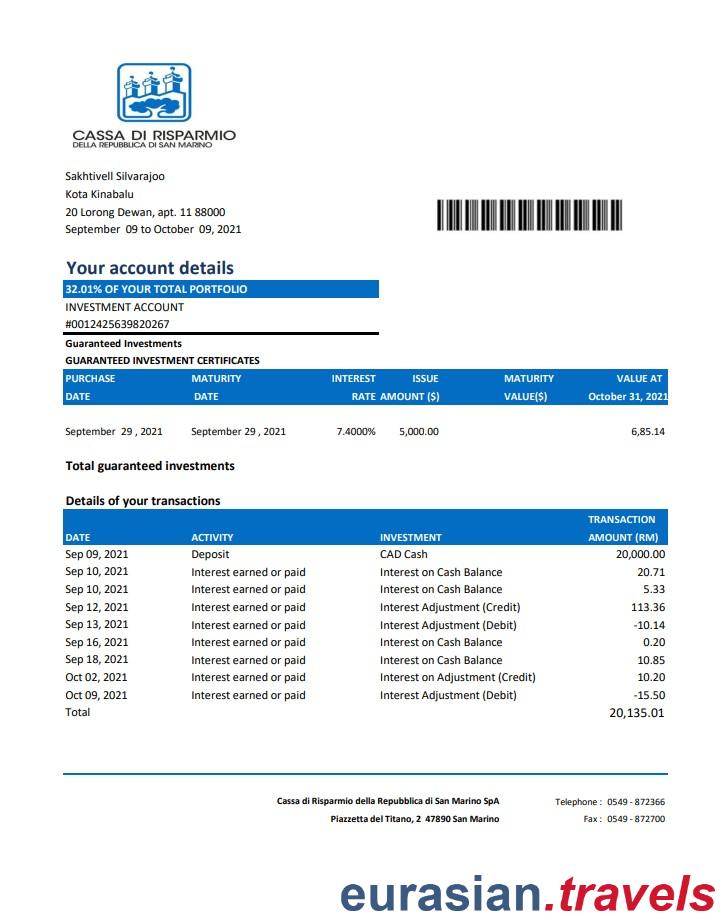 CASSA DI RISPARMIO
DELLA REPUBBLICA DI SAN MARINO
Sakhtivell Silvarajoo
Kota Kinabalu
20 Lorong Dewan, apt. 11 88000
September 09 to October 09, 2021
Your account details
32.01% OF YOUR TOTAL PORTFOLIO
INVESTMENT ACCOUNT
#0012425639820267
Guaranteed Investments
GUARANTEED INVESTMENT CERTIFICATES
PURCHASE MATURITY INTEREST ISSUE MATURITY VALUE AT
DATE DATE RATE AMOUNT ($) VALUE($) October 31, 2021
September 29 , 2021 September 29 , 2021 7.4000% 5,000.00 6,85.14
Total guaranteed investments
Details of your transactions
TRANSACTION
DATE ACTIVITY INVESTMENT AMOUNT (RM)
Sep 09, 2021 Deposit CAD Cash 20,000.00
Sep 10, 2021 Interest earned or paid Interest on Cash Balance 20.71
Sep 10, 2021 Interest earned or paid Interest on Cash Balance 5.33
Sep 12, 2021 Interest earned or paid Interest Adjustment (Credit) 113.36
Sep 13, 2021 Interest earned or paid Interest Adjustment (Debit) -10.14
Sep 16, 2021 Interest earned or paid Interest on Cash Balance 0.20
Sep 18, 2021 Interest earned or paid Interest on Cash Balance 10.85
Oct 02, 2021 Interest earned or paid Interest on Adjustment (Credit) 10.20
Oct 09, 2021 Interest earned or paid Interest Adjustment (Debit) -15.50
Total 20,135.01
Cassa di Risparmio della Repubblica di San Marino SpA Telephone : 0549 - 872366
Piazzetta del Titano, 2 47890 San Marino Fax : 0549 - 872700
eurasian.travels